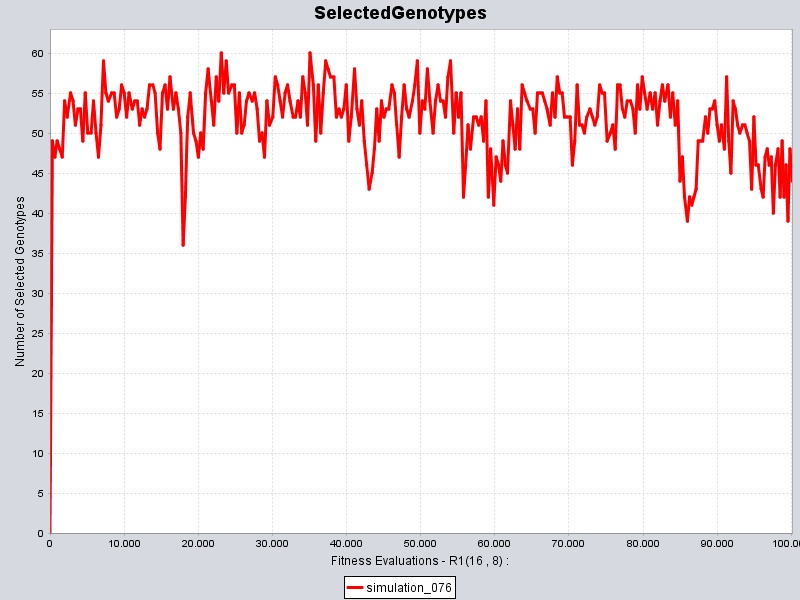 SelectedGenotypes
60
55
50
45
40
35
30
25
20
15
10
5
0
Number of Selected Genotypes
0 10.000 20.000 30.000 40.000 50.000 60.000 70.000 80.000 90.000 100.00
Fitness Evaluations - R1(16 , 8) :
simulation_076